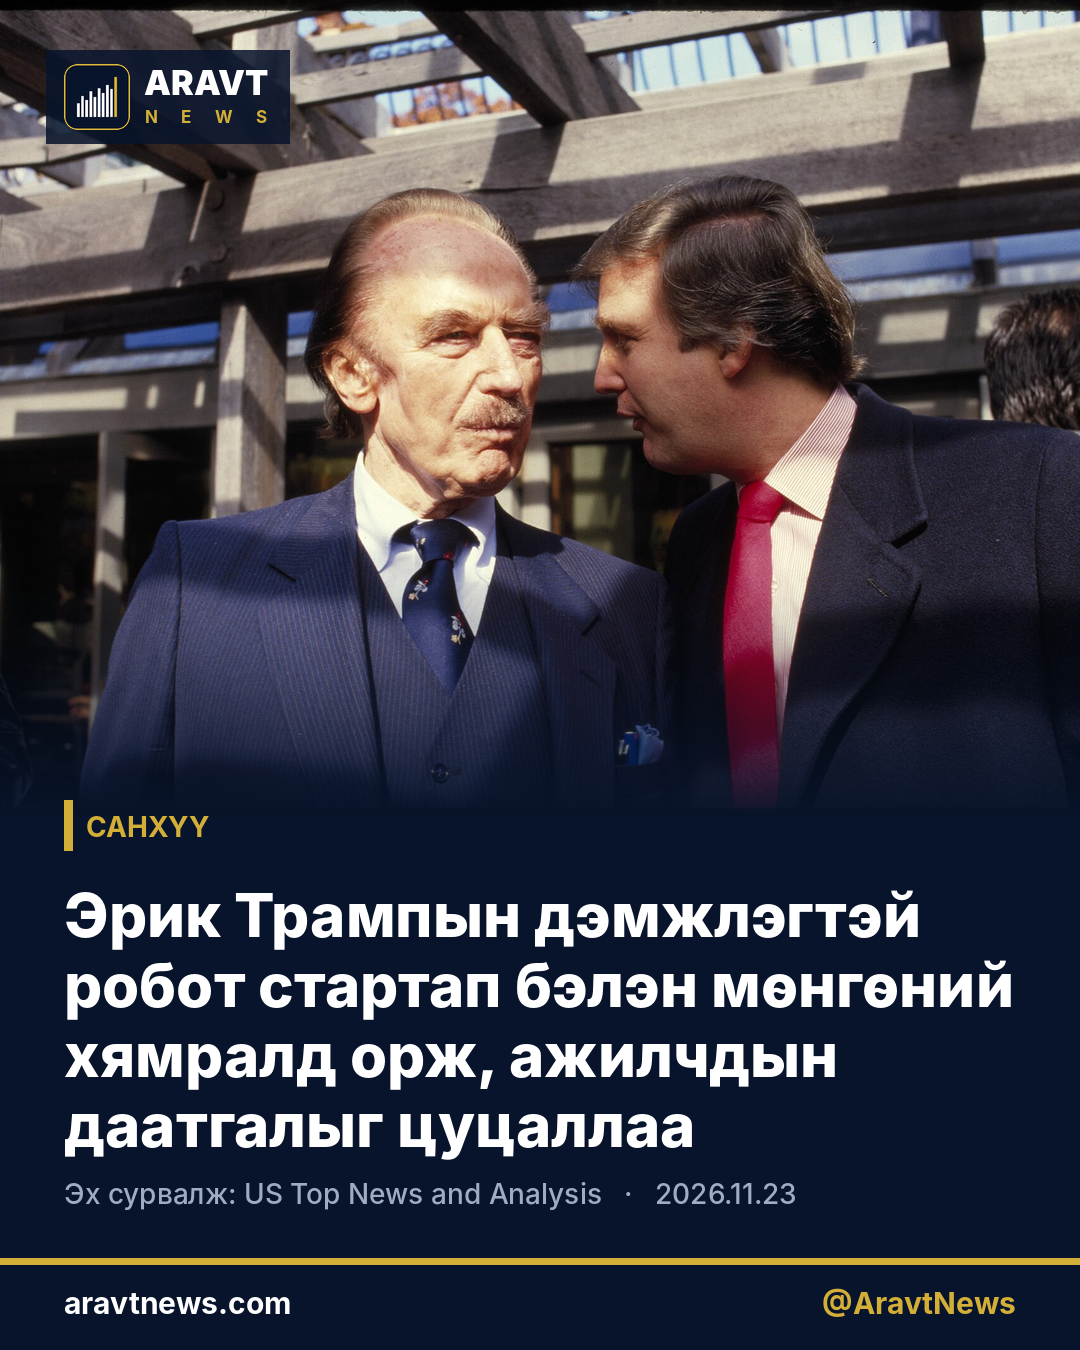 ARAVT
NEWS
САНХҮҮ
Эрик Трампын дэмжлэгтэй
робот стартап бэлэн мөнгөний
хямралд орж, ажилчдын
даатгалыг цуцаллаа
Эх сурвалж: US Top News and Analysis · 2026.11.23
aravtnews.com
@AravtNews